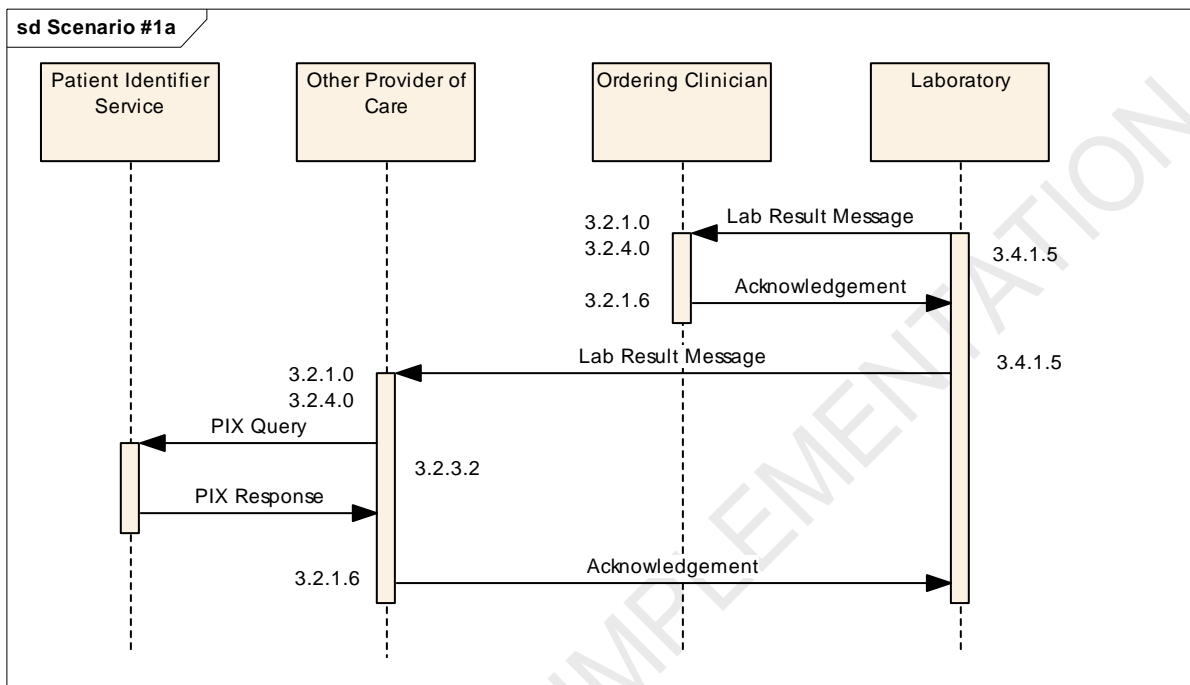 sd Scenario #1a
Patient Identifier
Service
Other Provider of
Care
Ordering Clinician
Laboratory
3.2.1.0
Lab Result Message
3.2.4.0
3.4.1.5
3.2.1.6
Acknowledgement
Lab Result Message
3.4.1.5
3.2.1.0
3.2.4.0
PIX Query
3.2.3.2
PIX Response
3.2.1.6
Acknowledgement
IMPLEMENTATION